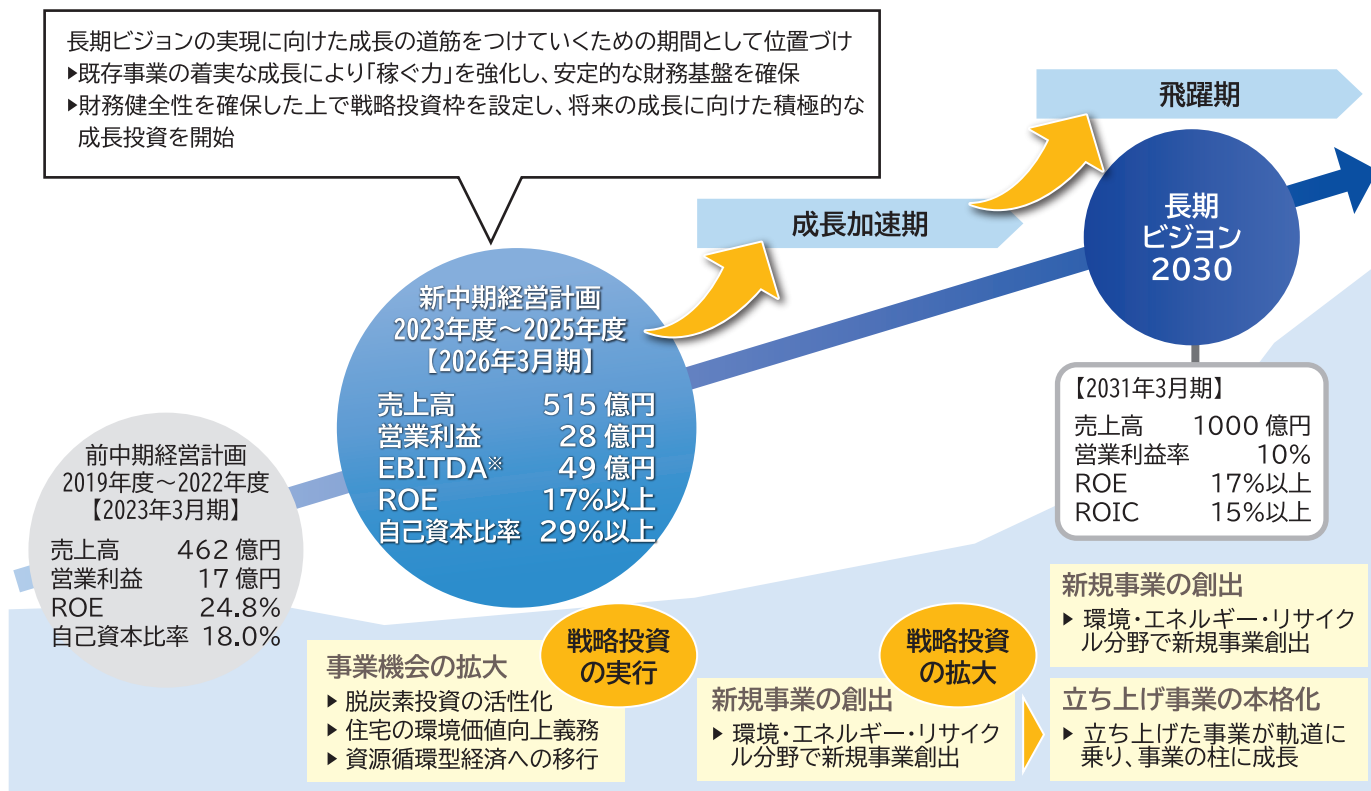 長期ビジョンの実現に向けた成長の道筋をつけていくための期間として位置づけ
▶既存事業の着実な成長により「稼ぐ力」を強化し、安定的な財務基盤を確保
▶財務健全性を確保した上で戦略投資枠を設定し、将来の成長に向けた積極的な
成長投資を開始
飛躍期
成長加速期
長期
ビジョン
2030
新中期経営計画
2023年度～2025年度
【2026年3月期】
売上高 515 億円
営業利益 28 億円
EBITDA※ 49 億円
ROE 17%以上
自己資本比率 29%以上
【2031年3月期】
売上高 1000 億円
営業利益率 10%
ROE 17%以上
ROIC 15%以上
前中期経営計画
2019年度～2022年度
【2023年3月期】
売上高 462 億円
営業利益 17 億円
ROE 24.8%
自己資本比率 18.0%
事業機会の拡大
▶ 脱炭素投資の活性化
▶ 住宅の環境価値向上義務
▶ 資源循環型経済への移行
戦略投資
の実行
新規事業の創出
▶ 環境・エネルギー・リサイク
ル分野で新規事業創出
戦略投資
の拡大
新規事業の創出
▶ 環境・エネルギー・リサイク
ル分野で新規事業創出
立ち上げ事業の本格化
▶ 立ち上げた事業が軌道に
乗り、事業の柱に成長